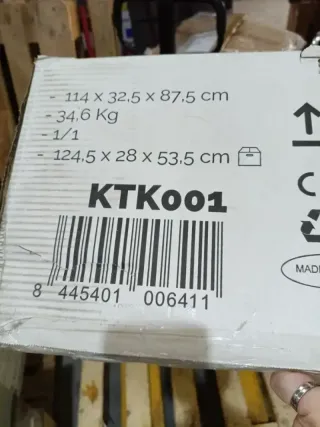 - 114 x 32,5 x 87,5 cm
- 34,6 Kg
- 1/1
- 124,5 x 28 x 53,5 cm
KTK001
8 445401 006411
MADE